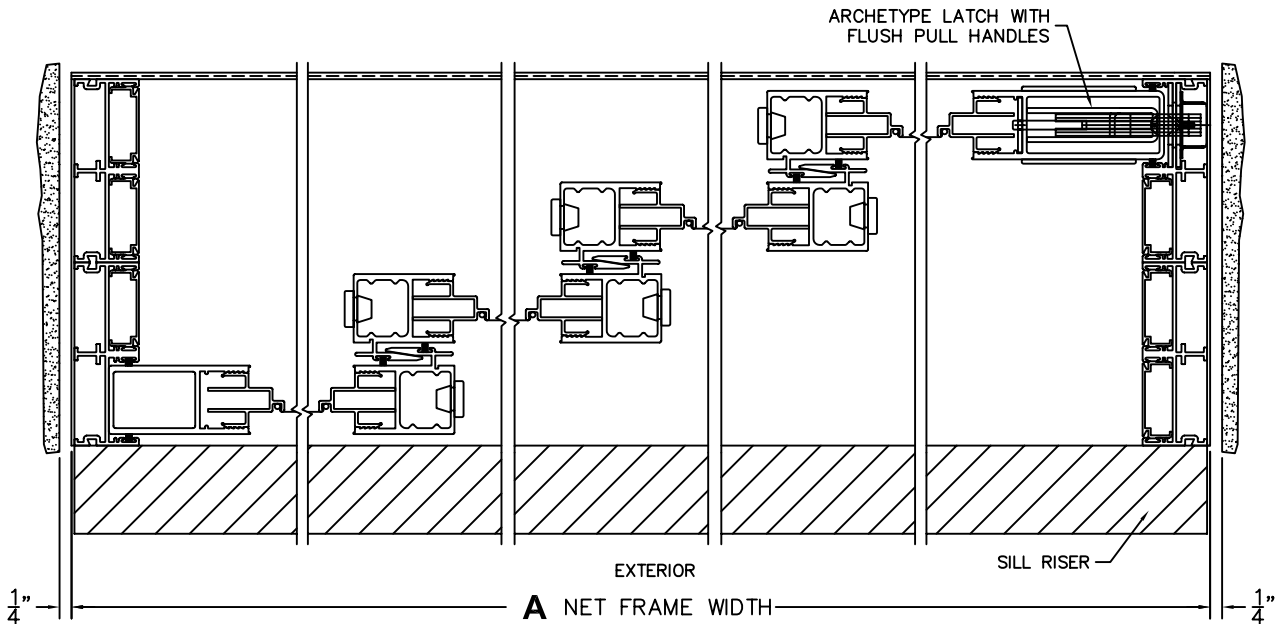 ARCHETYPE LATCH WITH
FLUSH PULL HANDLES
EXTERIOR
SILL RISER
1/4"
A NET FRAME WIDTH
1/4"